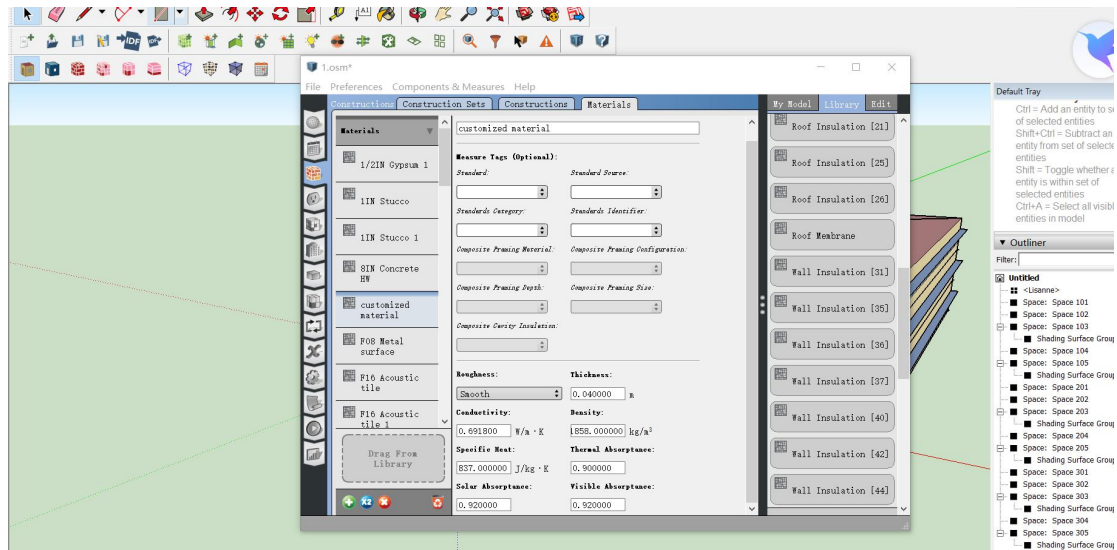 A1
IDF
1.osm*
File Preferences Components & Measures Help
Constructions Construction Sets Constructions Materials
My Model Library Edit
Materials
1/2IN Gypsum 1
1IN Stucco
1IN Stucco 1
8IN Concrete
HW
customized
material
F08 Metal
surface
F16 Acoustic
tile
F16 Acoustic
tile 1
Drag From
Library
x2
customized material
Measure Tags (Optional):
Standard: Standard Source:
Standards Category: Standards Identifier:
Composite Framing Material: Composite Framing Configuration:
Composite Framing Depth: Composite Framing Size:
Composite Cavity Insulation:
Roughness: Thickness:
Smooth 0.040000 m
Conductivity: Density:
0.691800 W/m·K 1858.000000 kg/m³
Specific Heat: Thermal Absorptance:
837.000000 J/kg·K 0.900000
Solar Absorptance: Visible Absorptance:
0.920000 0.920000
Roof Insulation [21]
Roof Insulation [25]
Roof Insulation [26]
Roof Membrane
Wall Insulation [31]
Wall Insulation [35]
Wall Insulation [36]
Wall Insulation [37]
Wall Insulation [40]
Wall Insulation [42]
Wall Insulation [44]
Default Tray
Ctrl = Add an entity to se
of selected entities
Shift+Ctrl = Subtract an
entity from set of selecte
entities
Shift = Toggle whether a
entity is within set of
selected entities
Ctrl+A = Select all visibl
entities in model
Outliner
Filter:
Untitled
<Lisanne>
Space: Space 101
Space: Space 102
Space: Space 103
Shading Surface Group
Space: Space 104
Space: Space 105
Shading Surface Group
Space: Space 201
Space: Space 202
Space: Space 203
Shading Surface Group
Space: Space 204
Space: Space 205
Shading Surface Group
Space: Space 301
Space: Space 302
Space: Space 303
Shading Surface Group
Space: Space 304
Space: Space 305
Shading Surface Group